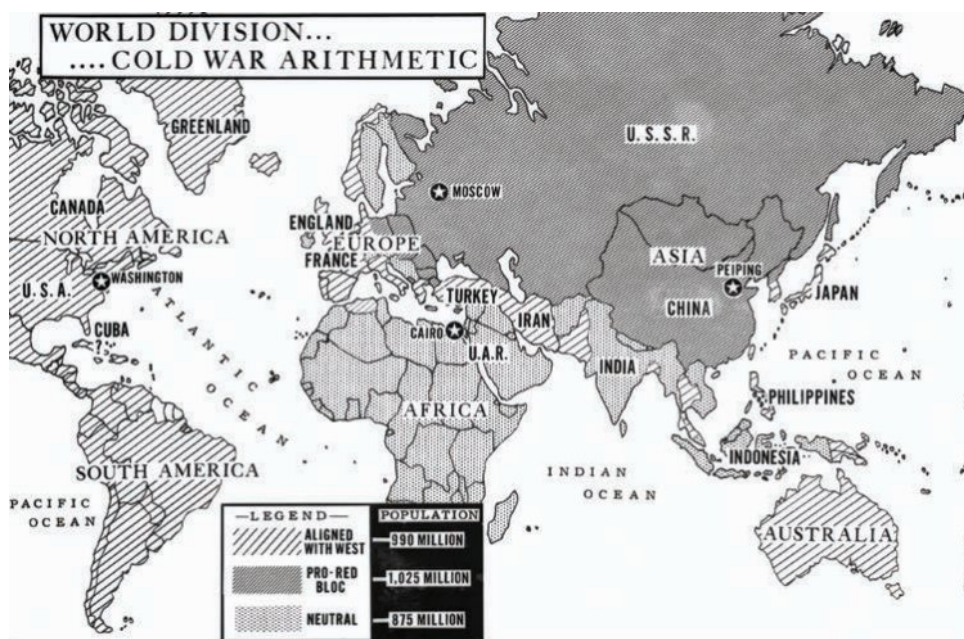 WORLD DIVISION...
....COLD WAR ARITHMETIC
GREENLAND
U.S.S.R.
MOSCOW
CANADA
ENGLAND
NORTH AMERICA
EUROPE
FRANCE
ASIA
PEIPING
WASHINGTON
U.S.A.
TURKEY
CHINA
JAPAN
IRAN
CUBA
?
CAIRO
U.A.R.
INDIA
ATLANTIC
OCEAN
PACIFIC
OCEAN
AFRICA
PHILIPPINES
INDONESIA
SOUTH AMERICA
INDIAN
OCEAN
PACIFIC
OCEAN
AUSTRALIA
—LEGEND—
POPULATION
ALIGNED
WITH WEST
990 MILLION
PRO-RED
BLOC
1,025 MILLION
NEUTRAL
875 MILLION